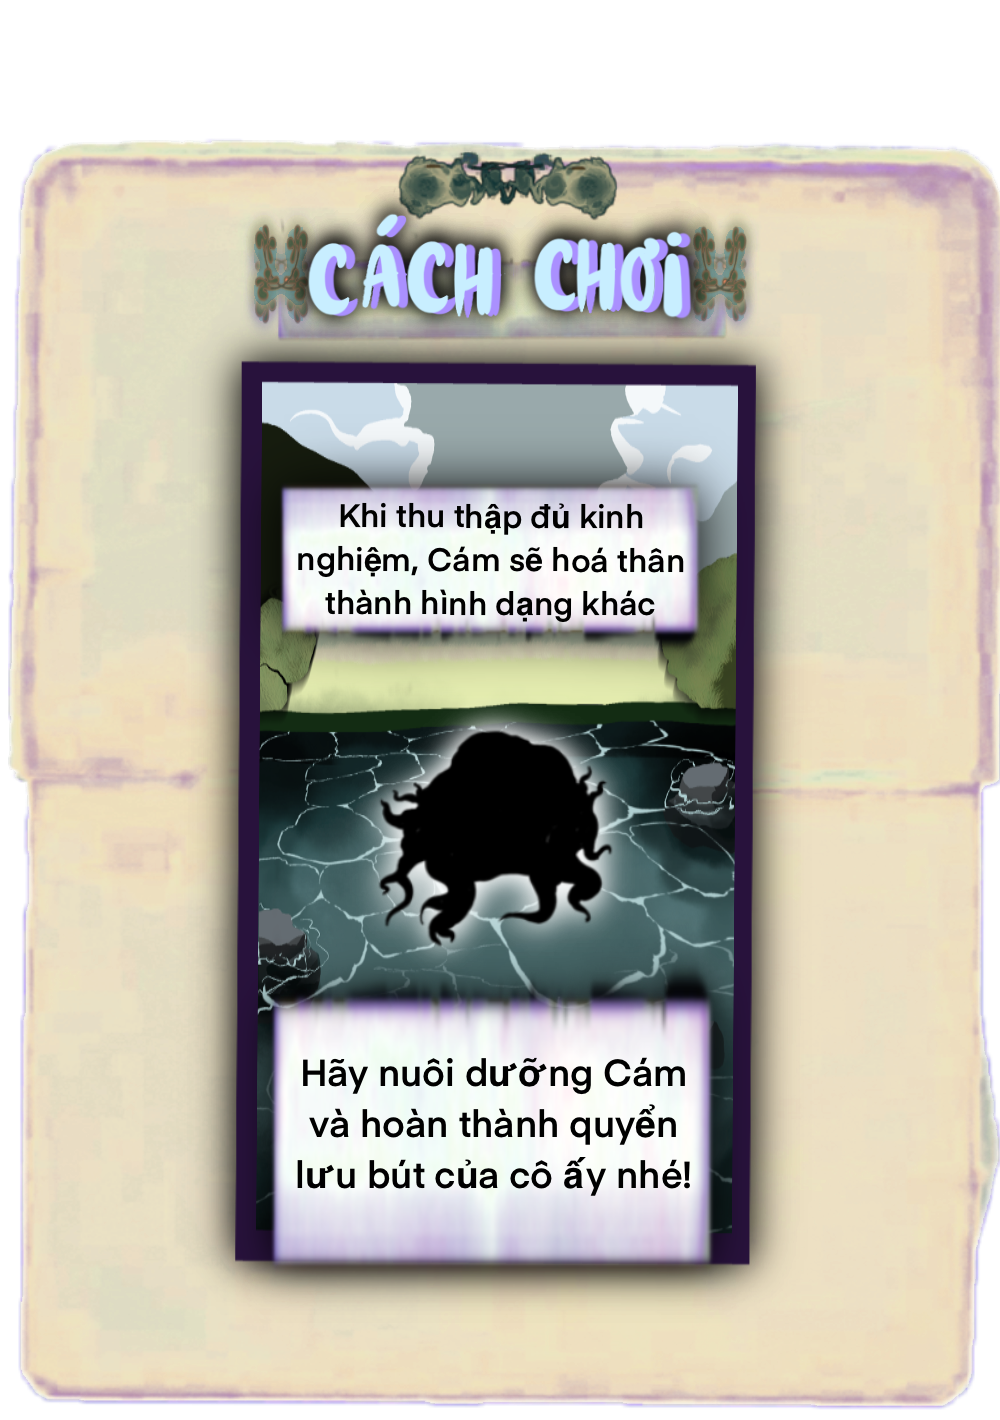 CÁCH CHƠI
Khi thu thập đủ kinh
nghiệm, Cám sẽ hoá thân
thành hình dạng khác
Hãy nuôi dưỡng Cám
và hoàn thành quyển
lưu bút của cô ấy nhé!